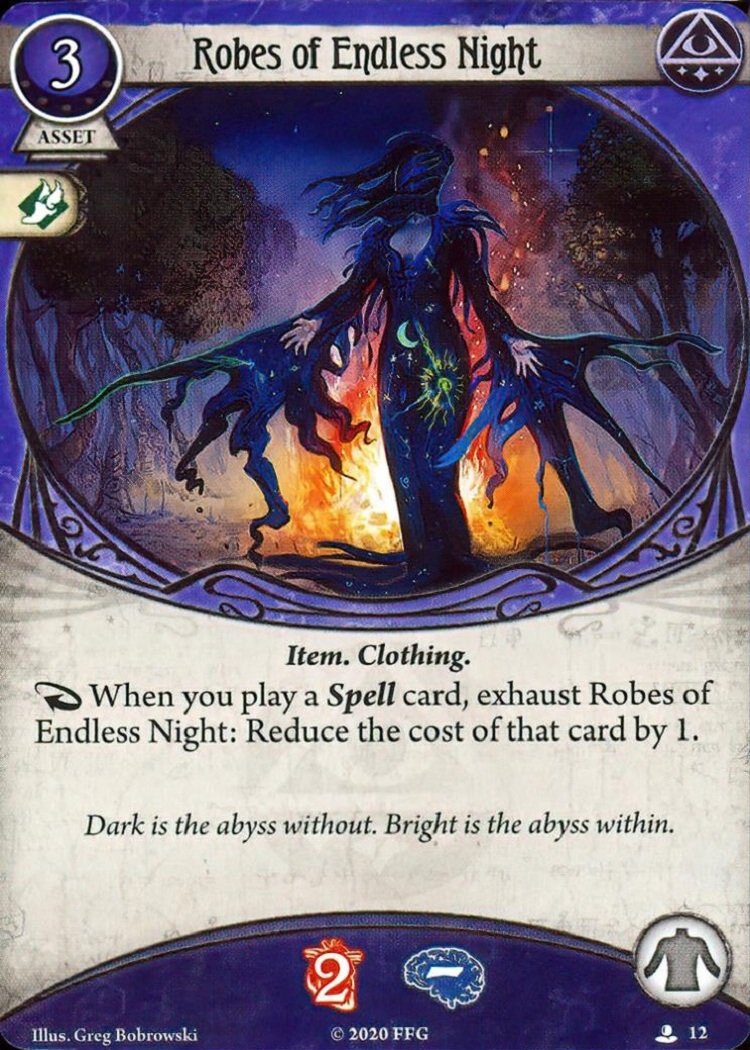 3
Robes of Endless Night
ASSET
Item. Clothing.
When you play a Spell card, exhaust Robes of
Endless Night: Reduce the cost of that card by 1.
Dark is the abyss without. Bright is the abyss within.
2
–
Illus. Greg Bobrowski
© 2020 FFG
12